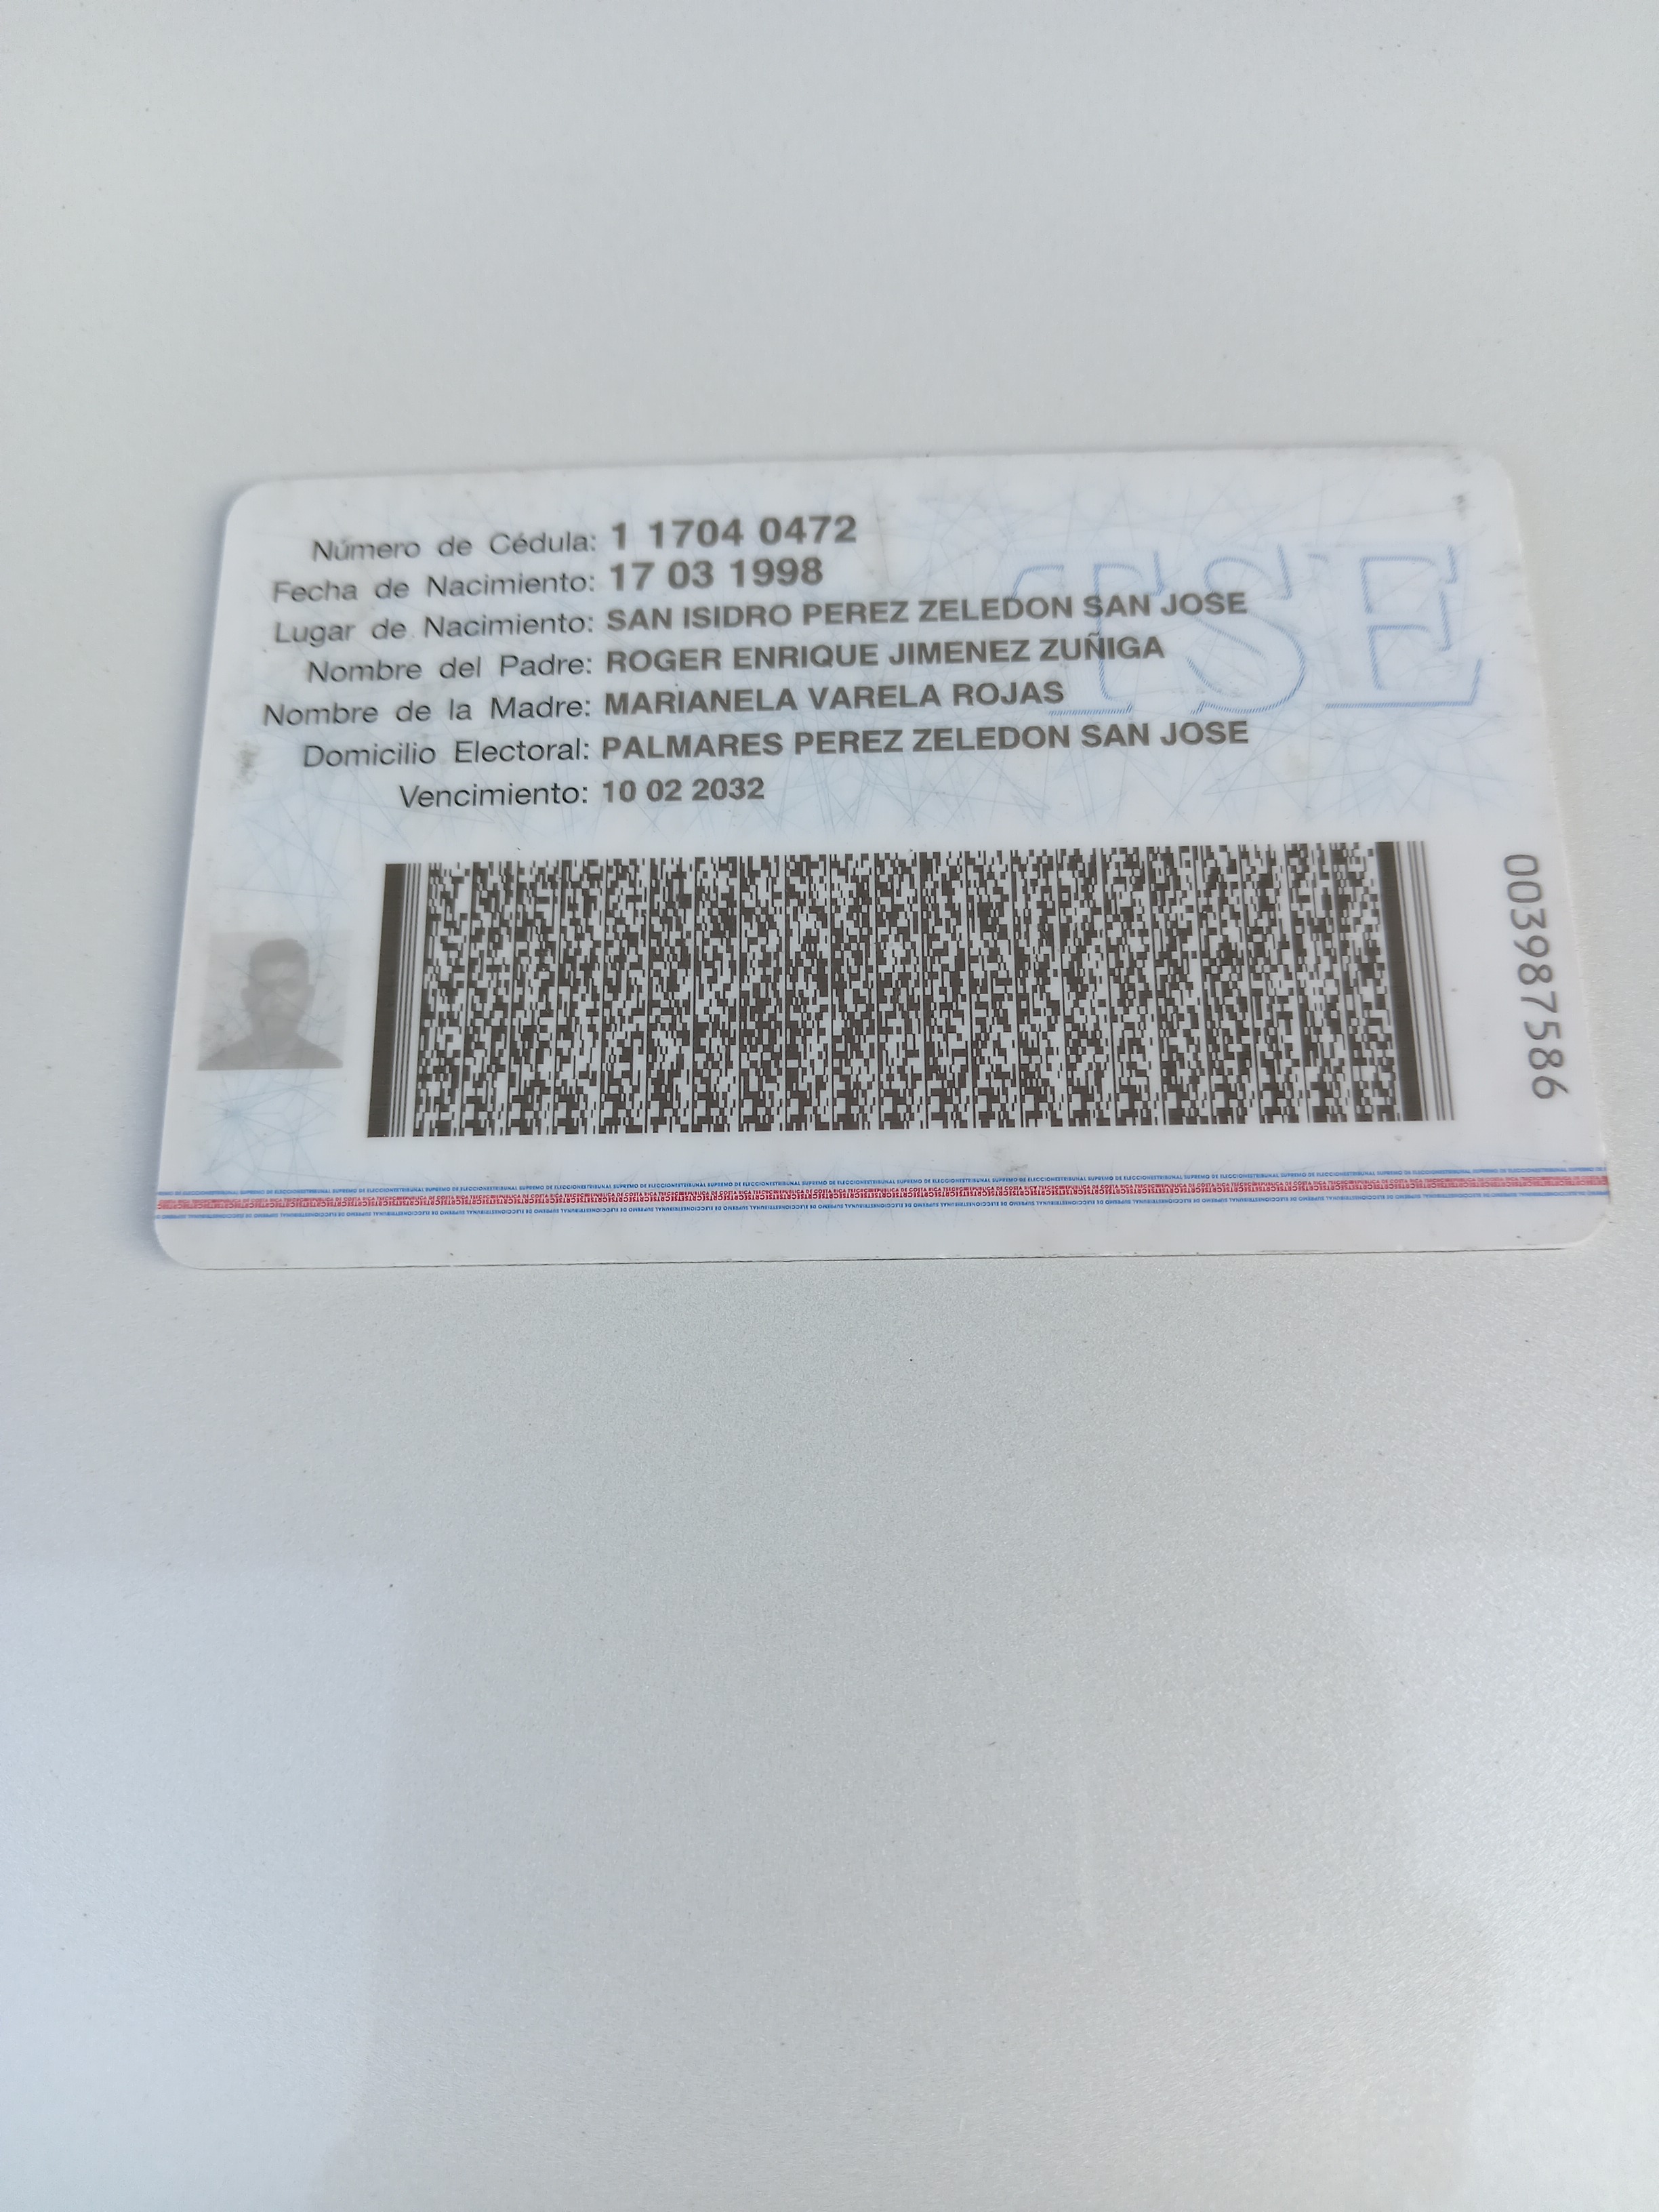 Número de Cédula: 1 1704 0472
Fecha de Nacimiento: 17 03 1998
Lugar de Nacimiento: SAN ISIDRO PEREZ ZELEDON SAN JOSE
Nombre del Padre: ROGER ENRIQUE JIMENEZ ZUÑIGA
Nombre de la Madre: MARIANELA VARELA ROJAS
Domicilio Electoral: PALMARES PEREZ ZELEDON SAN JOSE
Vencimiento: 10 02 2032
TSE
003987586